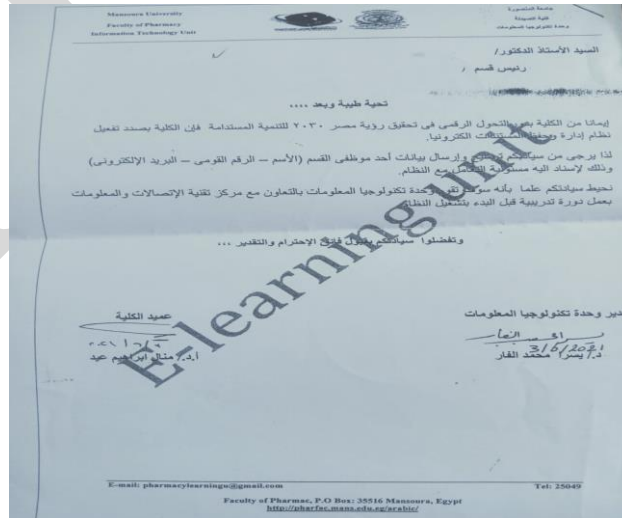 Mansoura University
Faculty of Pharmacy
Information Technology Unit
جامعة المنصورة
كلية الصيدلة
وحدة تكنولوجيا المعلومات
السيد الأستاذ الدكتور/
رئيس قسم /
تحية طيبة وبعد ....
إيمانا من الكلية التحول الرقمى فى تحقيق رؤية مصر ٢٠٣٠ للتنمية المستدامة فإن الكلية بصدد تفعيل
نظام إدارة وحفظ المستندات الكترونيا.
لذا يرجى من سيادتكم وإرسال بيانات أحد موظفى القسم (الأسم – الرقم القومى – البريد الإلكترونى)
وذلك لإسناد اليه مسئولية التعامل مع النظام.
نحيط سيادتكم علما بأنه سوف تقوم وحدة تكنولوجيا المعلومات بالتعاون مع مركز تقنية الإتصالات والمعلومات
بعمل دورة تدريبية قبل البدء بتشغيل النظام
وتفضلوا سيادتكم بقبول فائق الإحترام والتقدير ...
E-learning unit
دير وحدة تكنولوجيا المعلومات
3/6/2021
د/ يسرا محمد الفار
عميد الكلية
أ.د/ منال ابراهيم عيد
E-mail: pharmacylearningu@gmail.com
Tel: 25049
Faculty of Pharmac, P.O Box: 35516 Mansoura, Egypt
http://pharfac.mans.edu.eg/arabic/